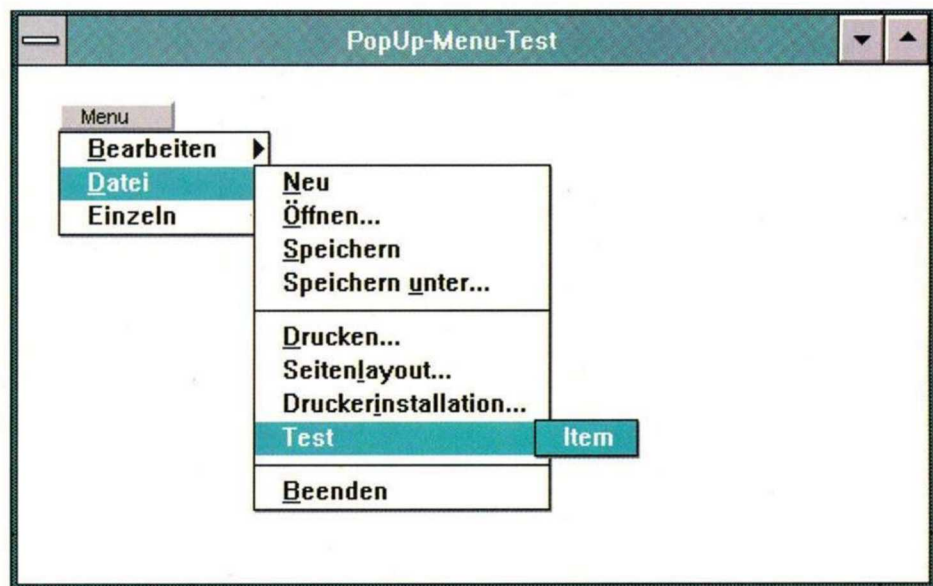 PopUp-Menu-Test
Menu
Bearbeiten
Datei
Einzeln
Neu
Öffnen...
Speichern
Speichern unter...
Drucken...
Seitenlayout...
Druckerinstallation...
Test
Item
Beenden